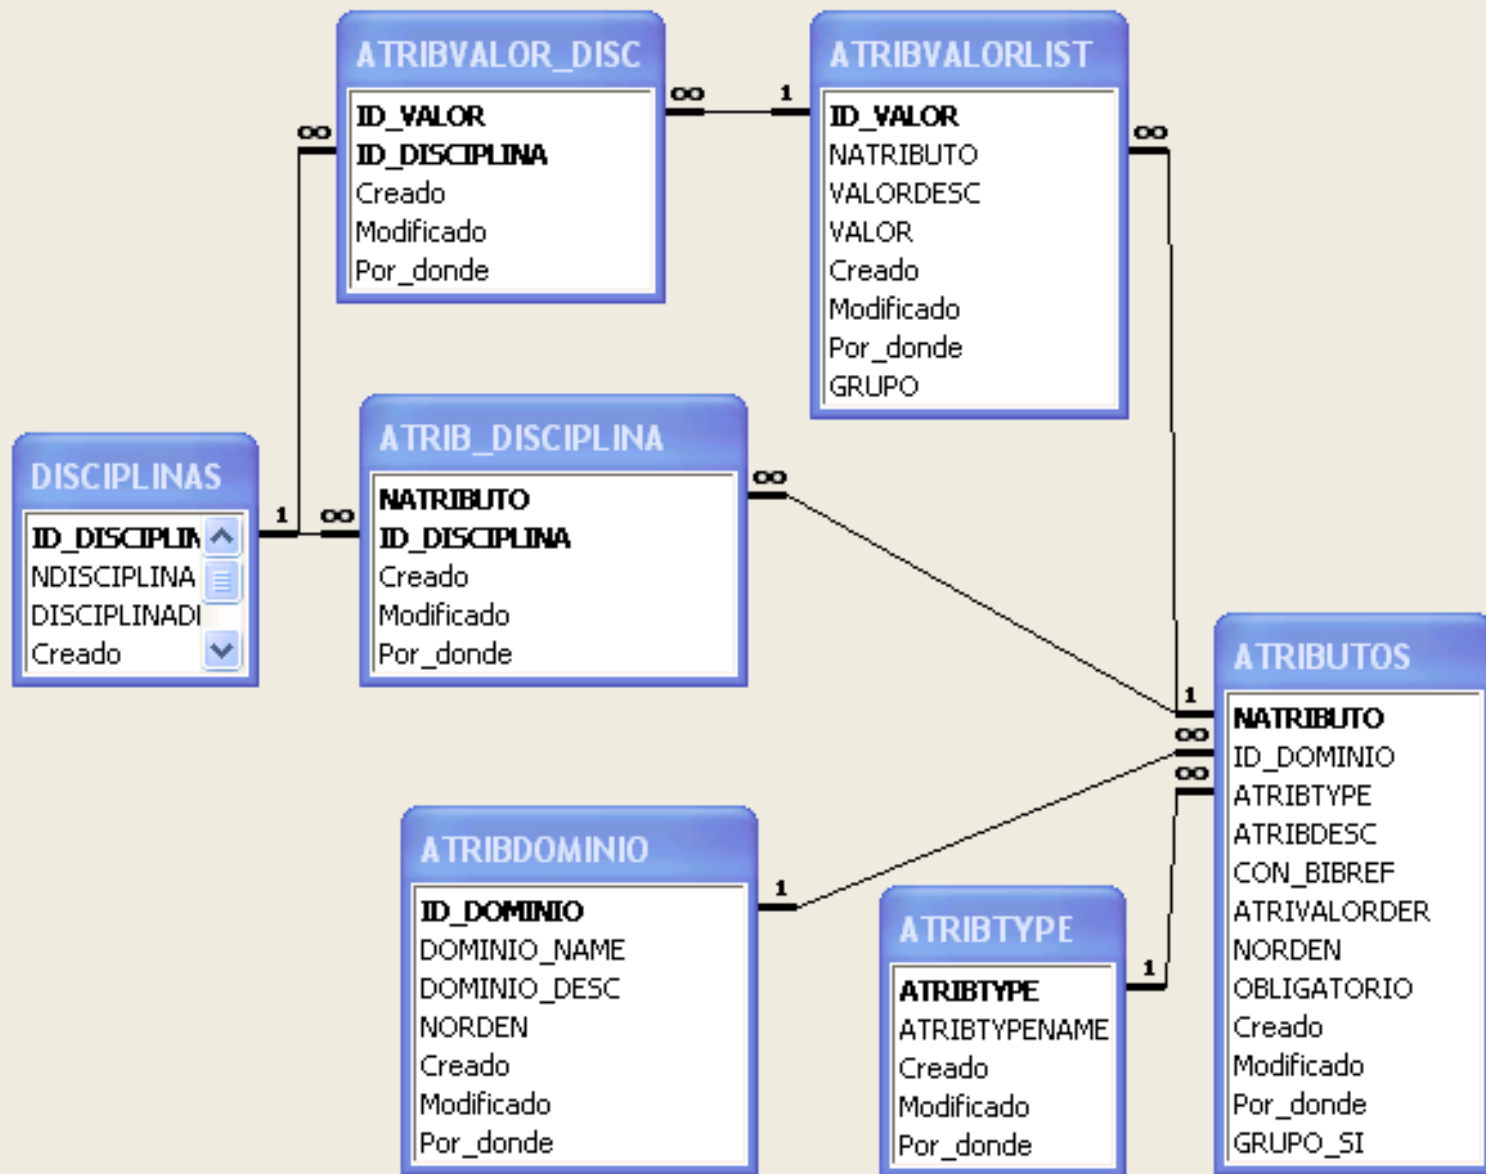 ATRIBVALOR_DISC
ID_VALOR
ID_DISCIPLINA
Creado
Modificado
Por_donde
∞
1
∞
∞
ATRIBVALORLIST
ID_VALOR
NATRIBUTO
VALORDESC
VALOR
Creado
Modificado
Por_donde
GRUPO
DISCIPLINAS
ID_DISCIPLIN
NDISCIPLINA
DISCIPLINAD
Creado
1
∞
ATRIB_DISCIPLINA
NATRIBUTO
ID_DISCIPLINA
Creado
Modificado
Por_donde
∞
ATRIBDOMINIO
ID_DOMINIO
DOMINIO_NAME
DOMINIO_DESC
NORDEN
Creado
Modificado
Por_donde
1
ATRIBTYPE
ATRIBTYPE
ATRIBTYPENAME
Creado
Modificado
Por_donde
1
1
∞
∞
ATRIBUTOS
NATRIBUTO
ID_DOMINIO
ATRIBTYPE
ATRIBDESC
CON_BIBREF
ATRIVALORDER
NORDEN
OBLIGATORIO
Creado
Modificado
Por_donde
GRUPO_SI